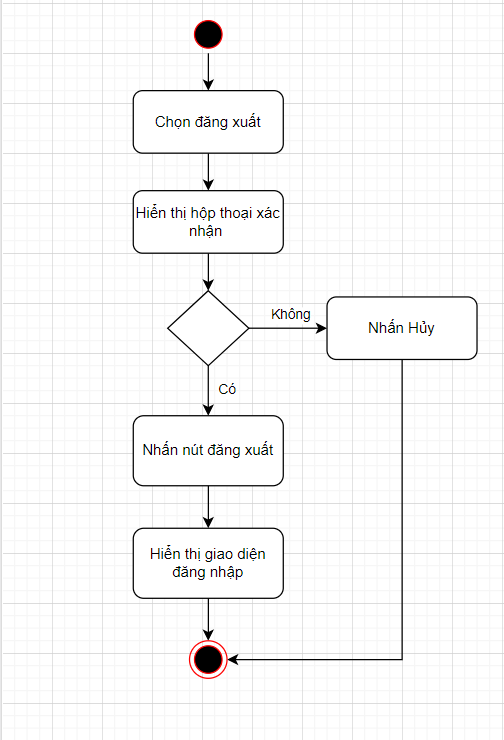 Chọn đăng xuất
Hiển thị hộp thoại xác
nhận
Không
Nhấn Hủy
Có
Nhấn nút đăng xuất
Hiển thị giao diện
đăng nhập